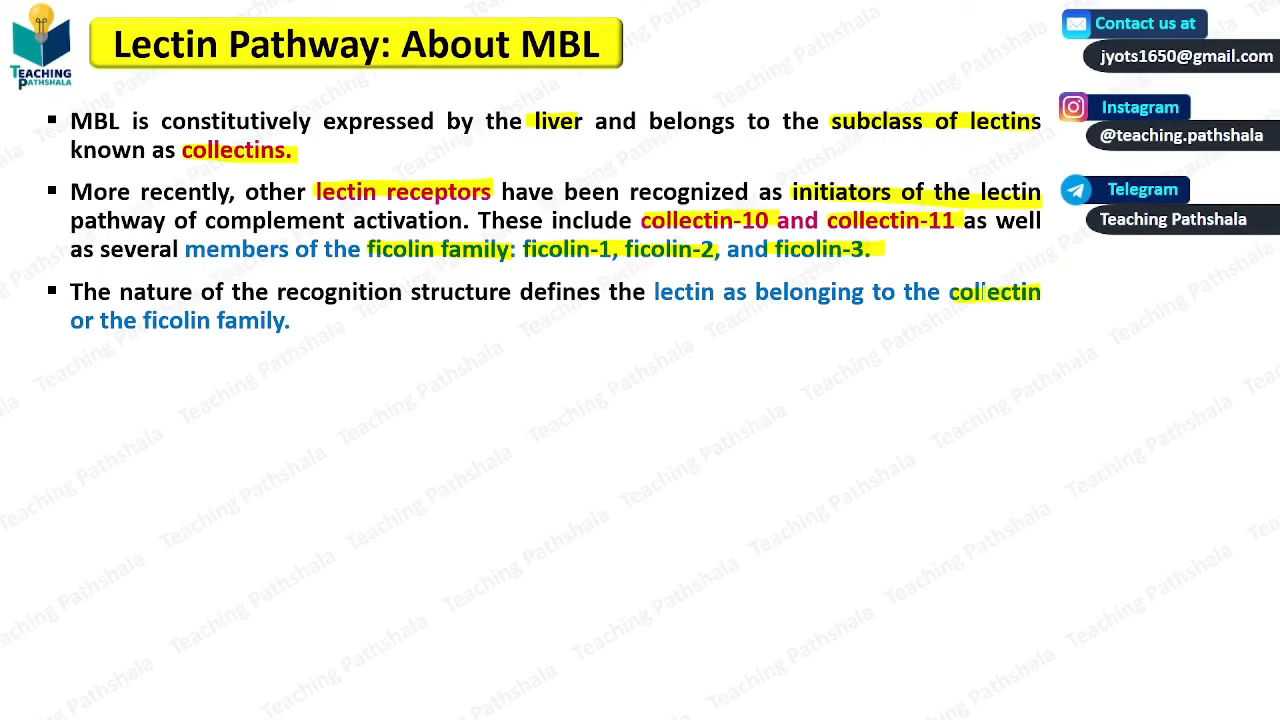 TEACHING
PATHSHALA
Lectin Pathway: About MBL
Contact us at
jyots1650@gmail.com
Instagram
@teaching.pathshala
Telegram
Teaching Pathshala
▪ MBL is constitutively expressed by the liver and belongs to the subclass of lectins
known as collectins.
▪ More recently, other lectin receptors have been recognized as initiators of the lectin
pathway of complement activation. These include collectin-10 and collectin-11 as well
as several members of the ficolin family: ficolin-1, ficolin-2, and ficolin-3.
▪ The nature of the recognition structure defines the lectin as belonging to the collectin
or the ficolin family.
Teaching Pathshala